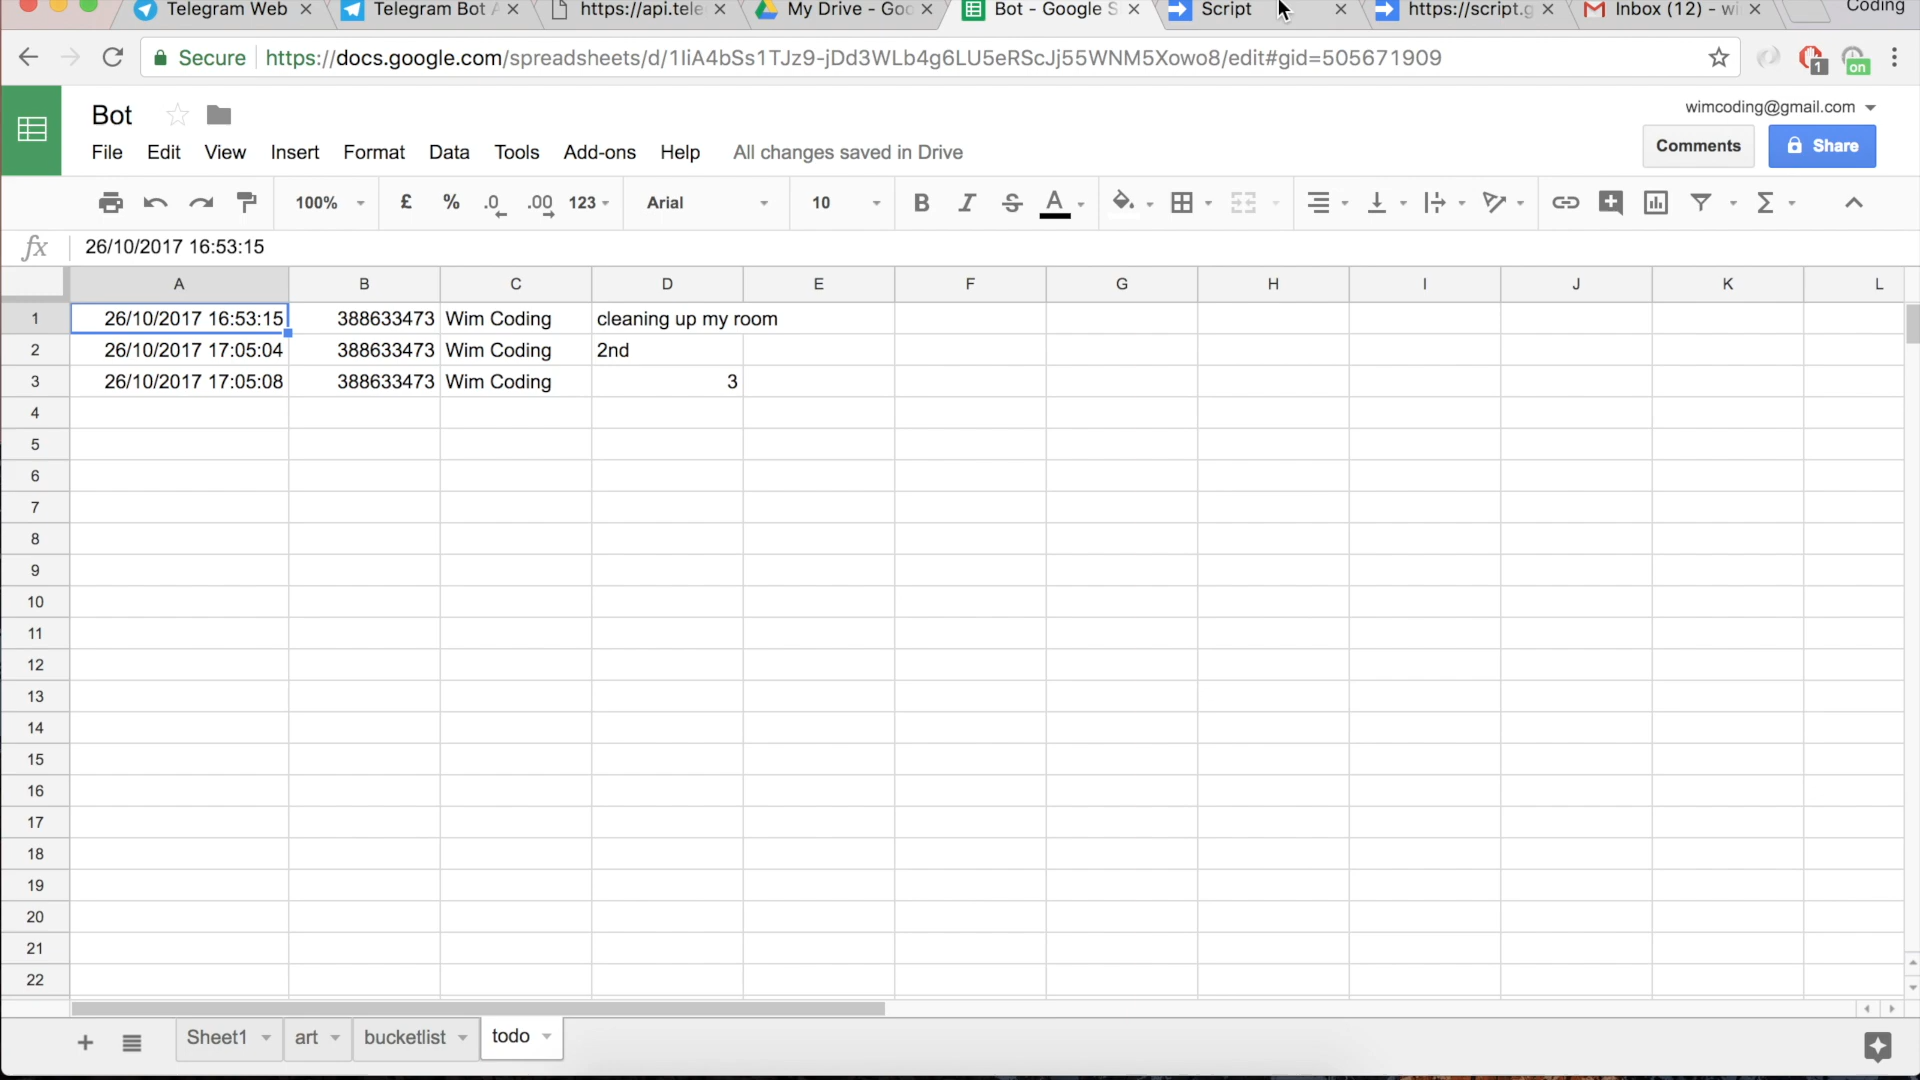 Telegram Web
Telegram Bot A
https://api.tele
My Drive - Goo
Bot - Google S
Script
https://script.g
Inbox (12) - wi
Coding
Secure
https://docs.google.com/spreadsheets/d/1IiA4bSs1TJz9-jDd3WLb4g6LU5eRScJj55WNM5Xowo8/edit#gid=505671909
1
on
Bot
wimcoding@gmail.com
File Edit View Insert Format Data Tools Add-ons Help All changes saved in Drive
Comments
Share
100% £ % .0 .00 123 Arial 10 B I S A
fx 26/10/2017 16:53:15
A B C D E F G H I J K L
1 26/10/2017 16:53:15 388633473 Wim Coding cleaning up my room
2 26/10/2017 17:05:04 388633473 Wim Coding 2nd
3 26/10/2017 17:05:08 388633473 Wim Coding 3
4
5
6
7
8
9
10
11
12
13
14
15
16
17
18
19
20
21
22
Sheet1 art bucketlist todo